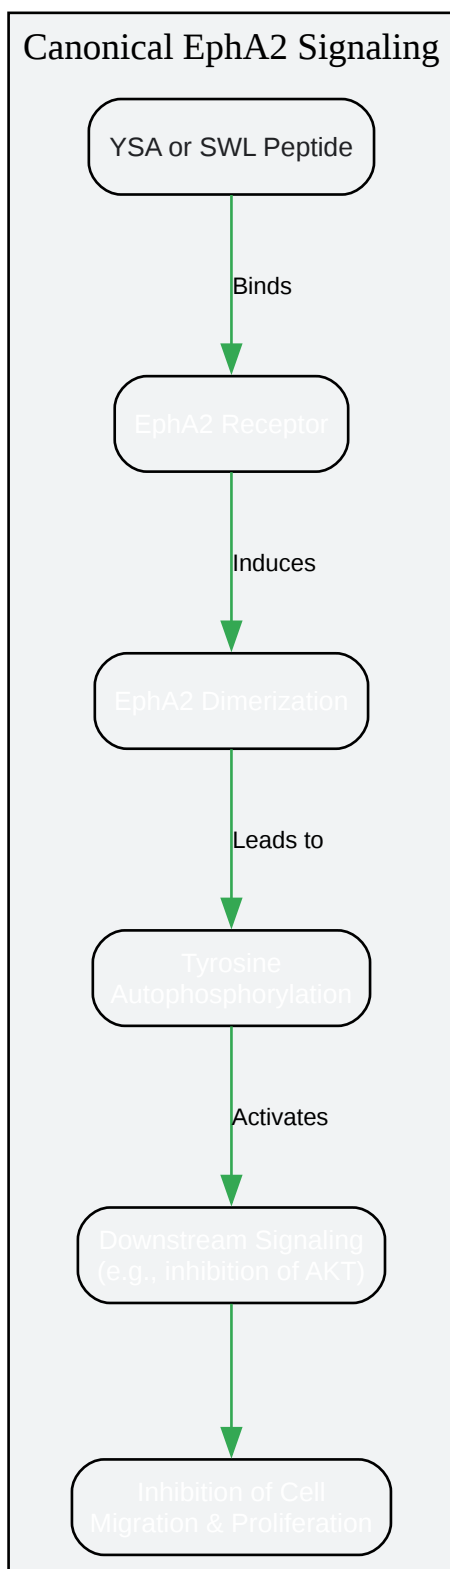 Canonical EphA2 Signaling
YSA or SWL Peptide
Binds
EphA2 Receptor
Induces
EphA2 Dimerization
Leads to
Tyrosine
Autophosphorylation
Activates
Downstream Signaling
(e.g., inhibition of AKT)
Inhibition of Cell
Migration & Proliferation